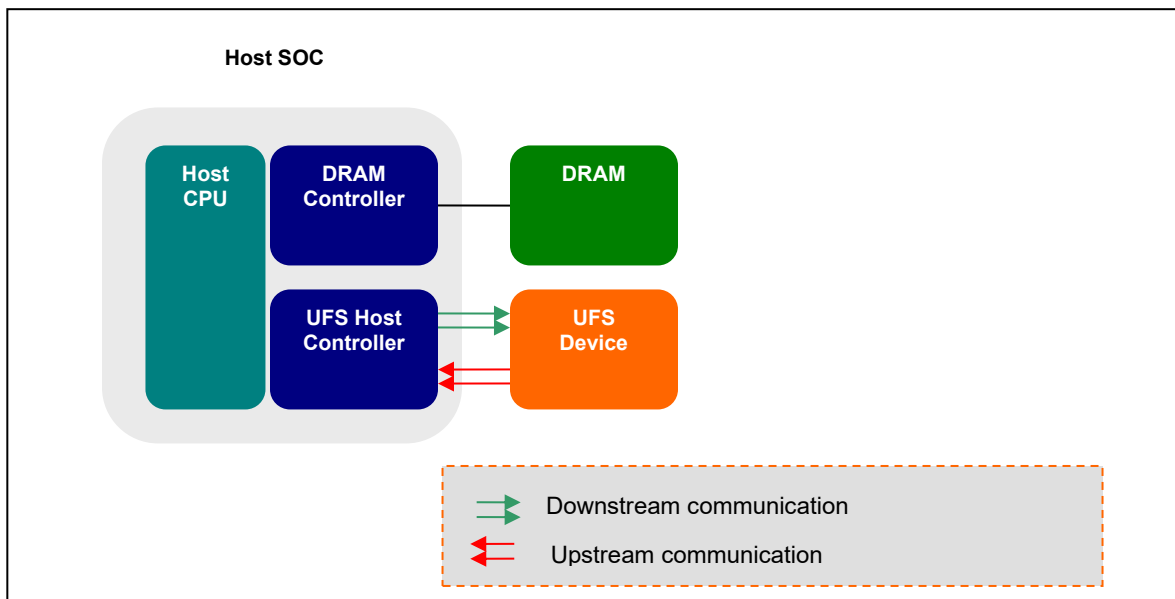 Host SOC
Host
CPU
DRAM
Controller
DRAM
UFS Host
Controller
UFS
Device
Downstream communication
Upstream communication